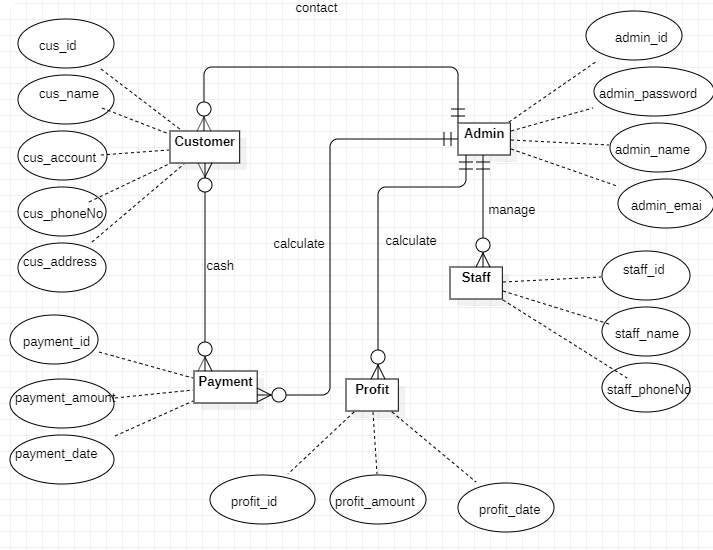 contact
cus_id
cus_name
cus_account
cus_phoneNo
cus_address
Customer
Admin
admin_id
admin_password
admin_name
admin_emai
calculate
calculate
manage
cash
Staff
staff_id
staff_name
staff_phoneNo
payment_id
payment_amount
payment_date
Payment
Profit
profit_id
profit_amount
profit_date